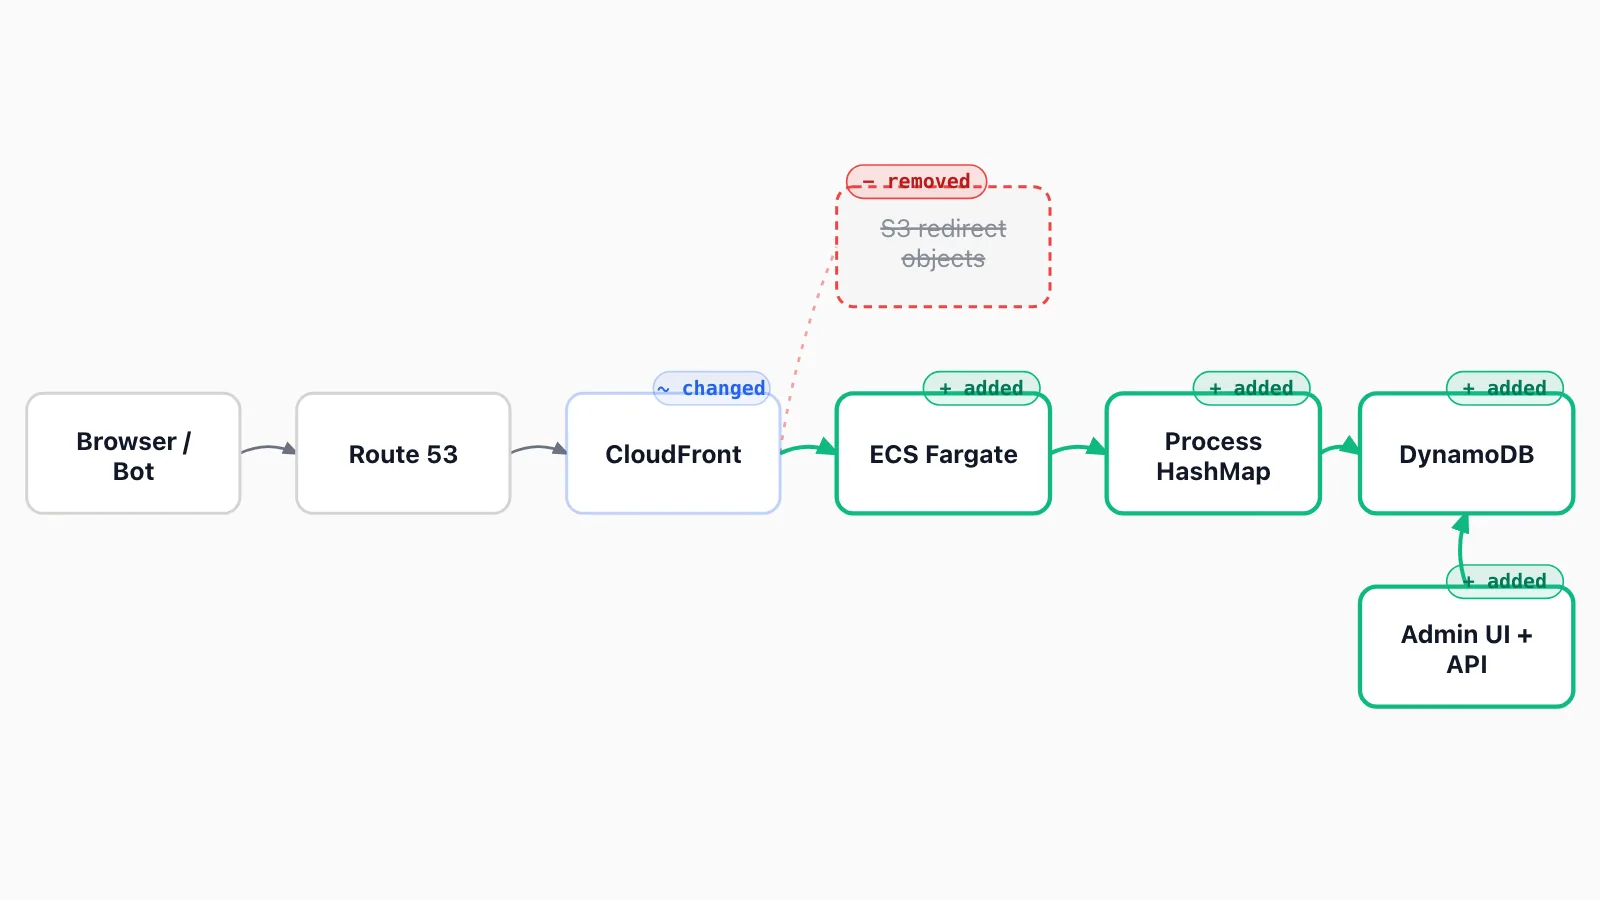 − removed
S3 redirect
objects
~ changed
+ added
+ added
+ added
Browser /
Bot
Route 53
CloudFront
ECS Fargate
Process
HashMap
DynamoDB
+ added
Admin UI +
API